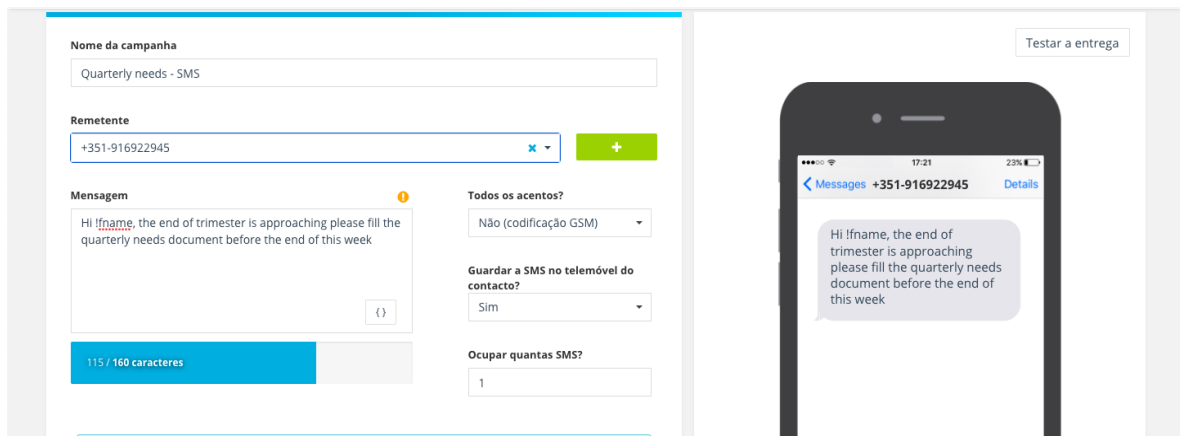 Nome da campanha
Quarterly needs - SMS
Remetente
+351-916922945
Mensagem
Hi !fname, the end of trimester is approaching please fill the
quarterly needs document before the end of this week
{}
115 / 160 caracteres
Todos os acentos?
Não (codificação GSM)
Guardar a SMS no telemóvel do
contacto?
Sim
Ocupar quantas SMS?
1
Testar a entrega
17:21
23%
Messages +351-916922945 Details
Hi !fname, the end of
trimester is approaching
please fill the quarterly needs
document before the end of
this week